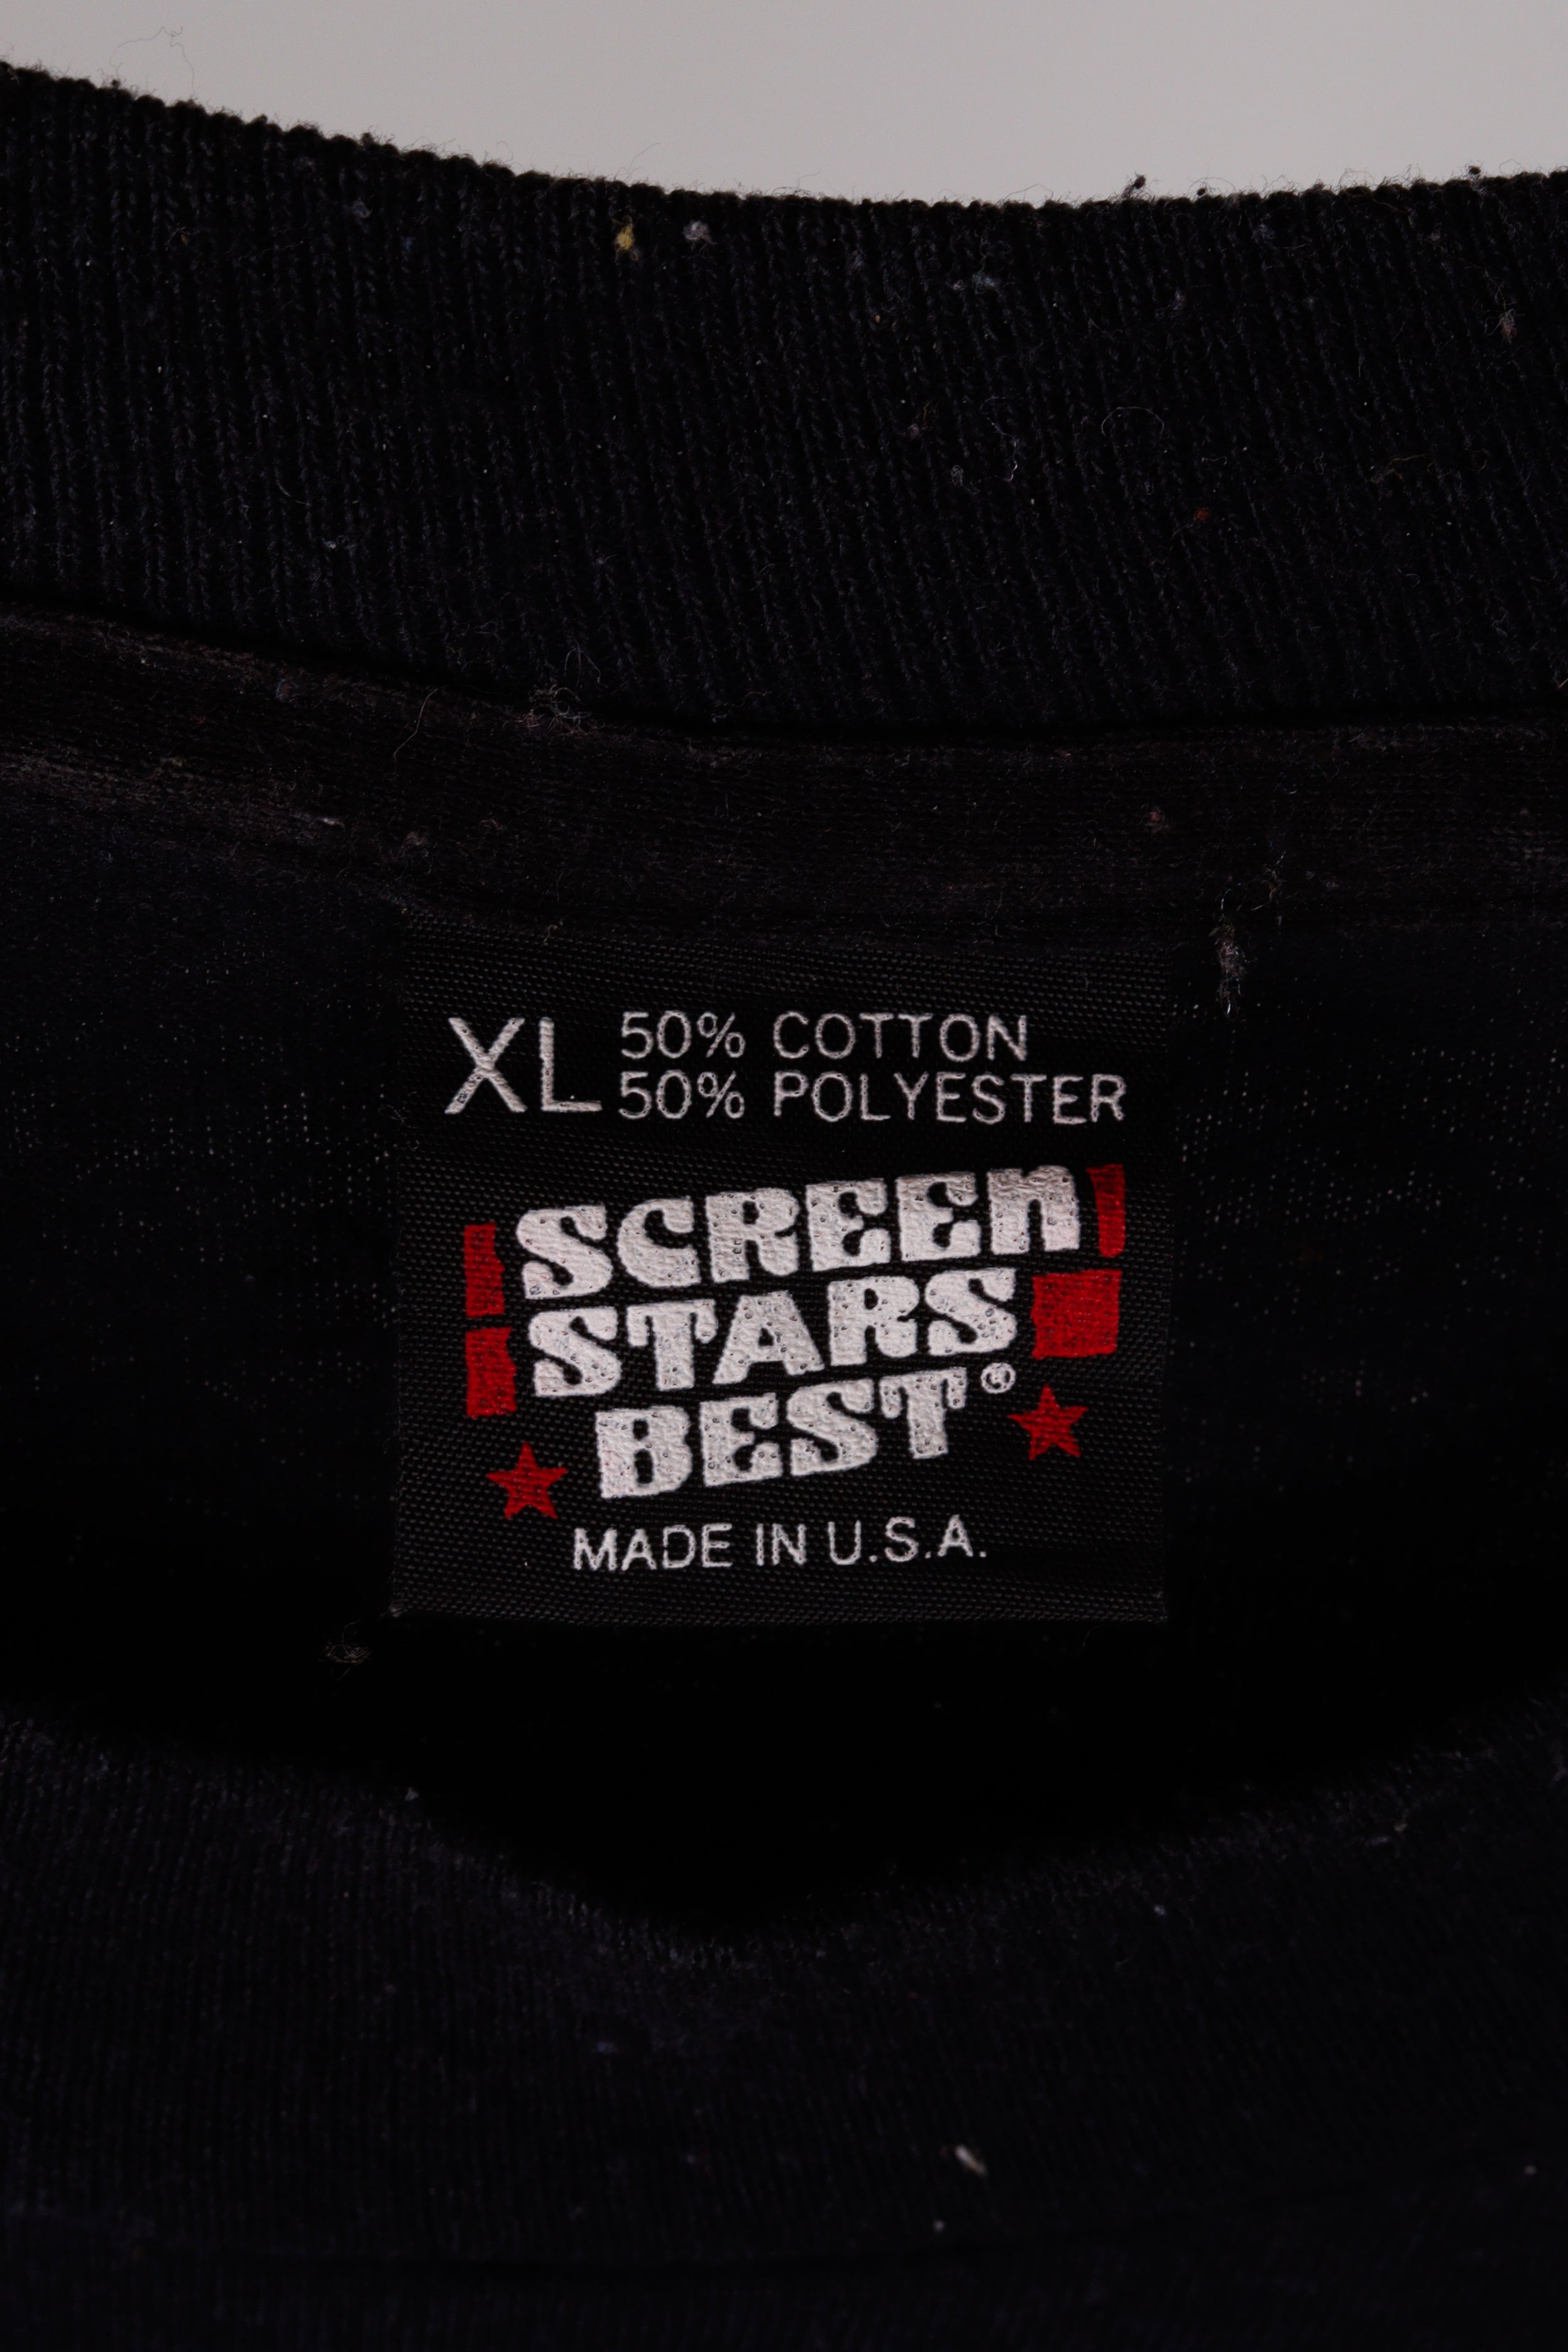 XL 50% COTTON
50% POLYESTER
SCREEN
STARS
BEST®
MADE IN U.S.A.